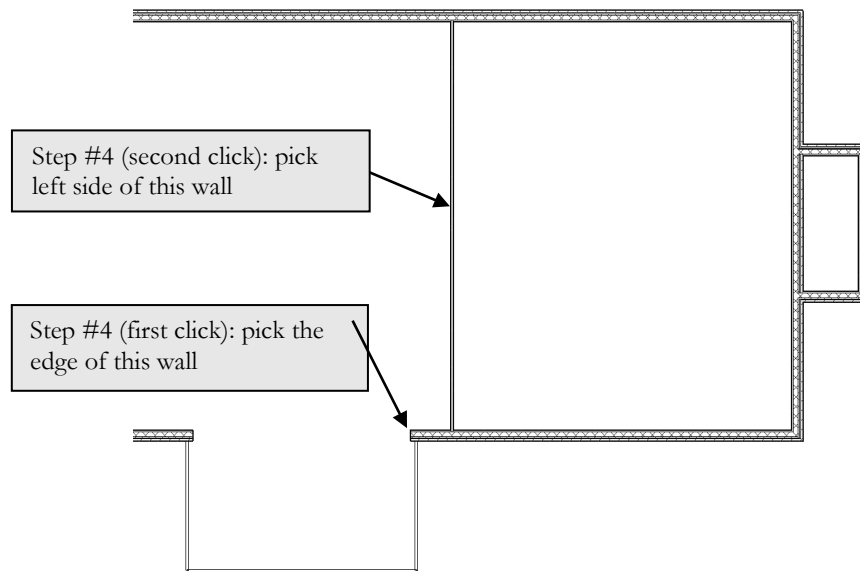 Step #4 (second click): pick
left side of this wall
Step #4 (first click): pick the
edge of this wall